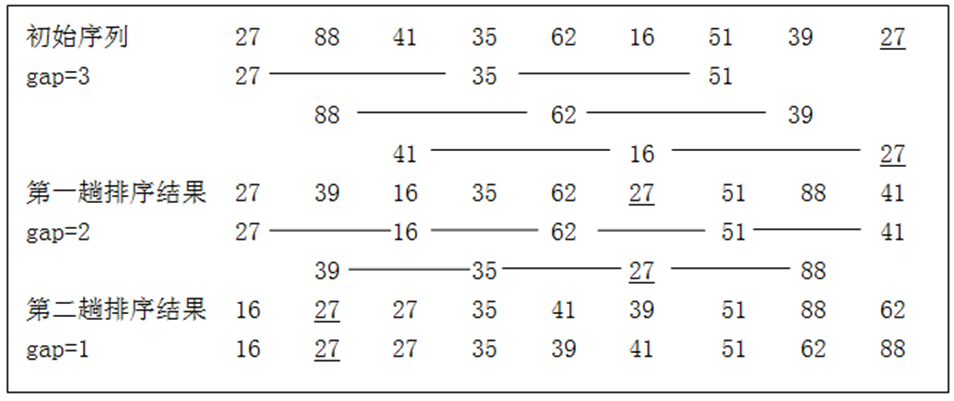 初始序列 27 88 41 35 62 16 51 39 27
gap=3 27 35 51
88 62 39
41 16 27
第一趟排序结果 27 39 16 35 62 27 51 88 41
gap=2 27 16 62 51 41
39 35 27 88
第二趟排序结果 16 27 27 35 41 39 51 88 62
gap=1 16 27 27 35 39 41 51 62 88